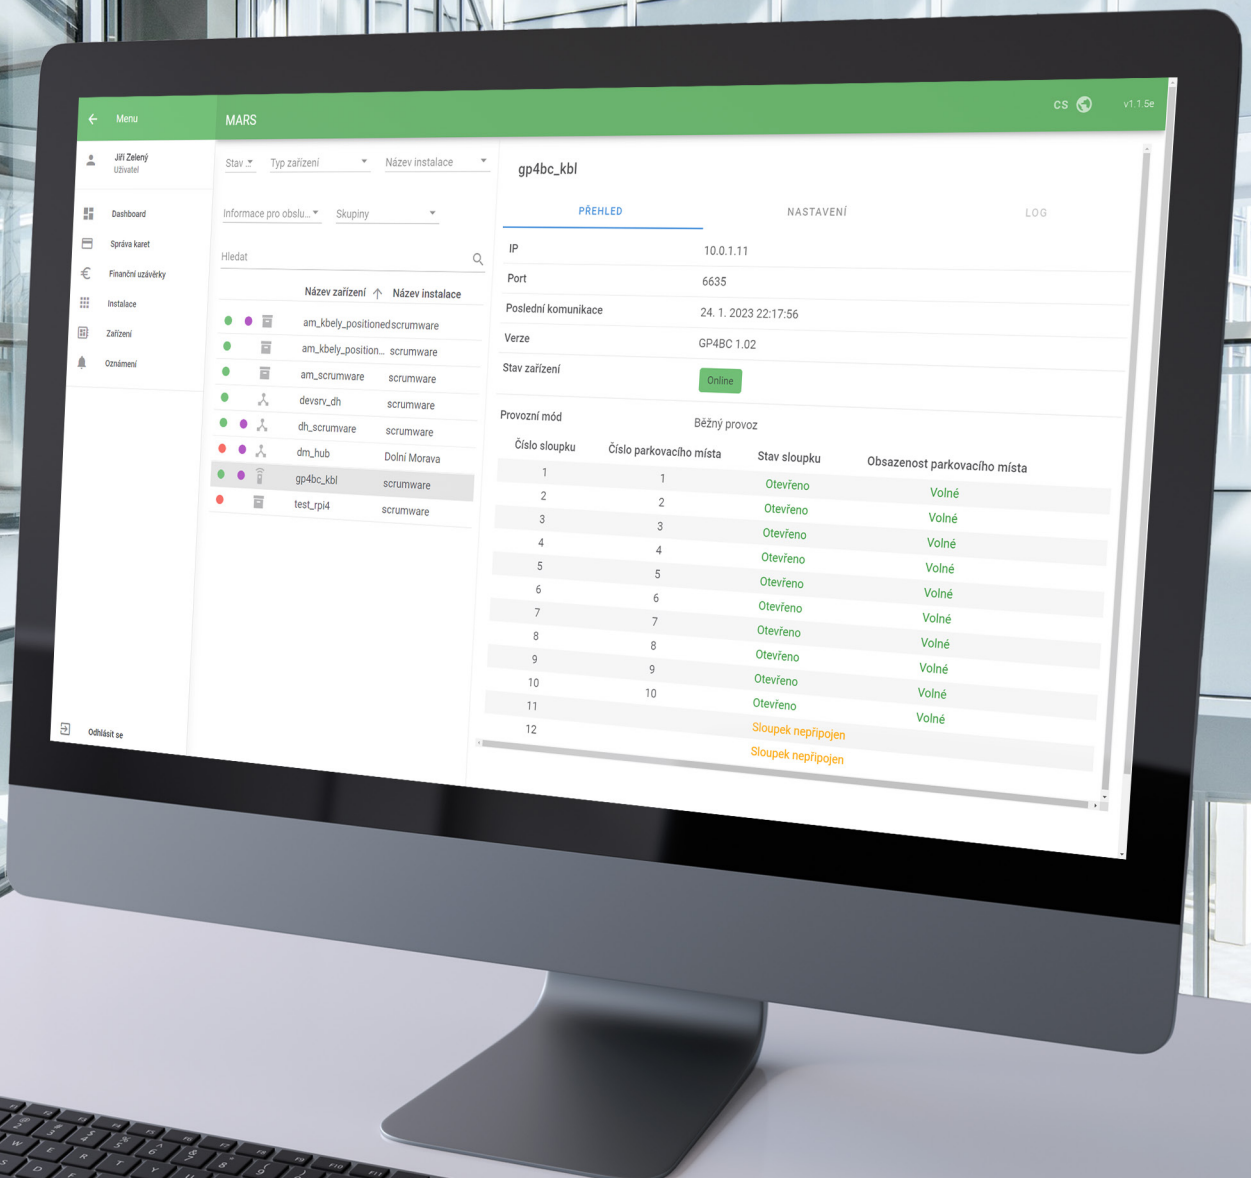 Menu
MARS
CS
v1.1.5e
Jiří Zelený
Uživatel
Dashboard
Správa karet
Finanční uzávěrky
Instalace
Zařízení
Oznámení
Odhlásit se
Stav ... Typ zařízení Název instalace
Informace pro obslu... Skupiny
Hledat
Název zařízení Název instalace
am_kbely_positioned scrumware
am_kbely_position... scrumware
am_scrumware scrumware
devsrv_dh scrumware
dh_scrumvare scrumware
dm_hub Dolní Morava
gp4bc_kbl scrumware
test_rpi4 scrumware
gp4bc_kbl
PŘEHLED NASTAVENÍ LOG
IP 10.0.1.11
Port 6635
Poslední komunikace 24. 1. 2023 22:17:56
Verze GP4BC 1.02
Stav zařízení Online
Provozní mód Běžný provoz
Číslo sloupku Číslo parkovacího místa Stav sloupku Obsazenost parkovacího místa
1 1 Otevřeno Volné
2 2 Otevřeno Volné
3 3 Otevřeno Volné
4 4 Otevřeno Volné
5 5 Otevřeno Volné
6 6 Otevřeno Volné
7 7 Otevřeno Volné
8 8 Otevřeno Volné
9 9 Otevřeno Volné
10 10 Otevřeno Volné
11 Sloupek nepřipojen
12 Sloupek nepřipojen